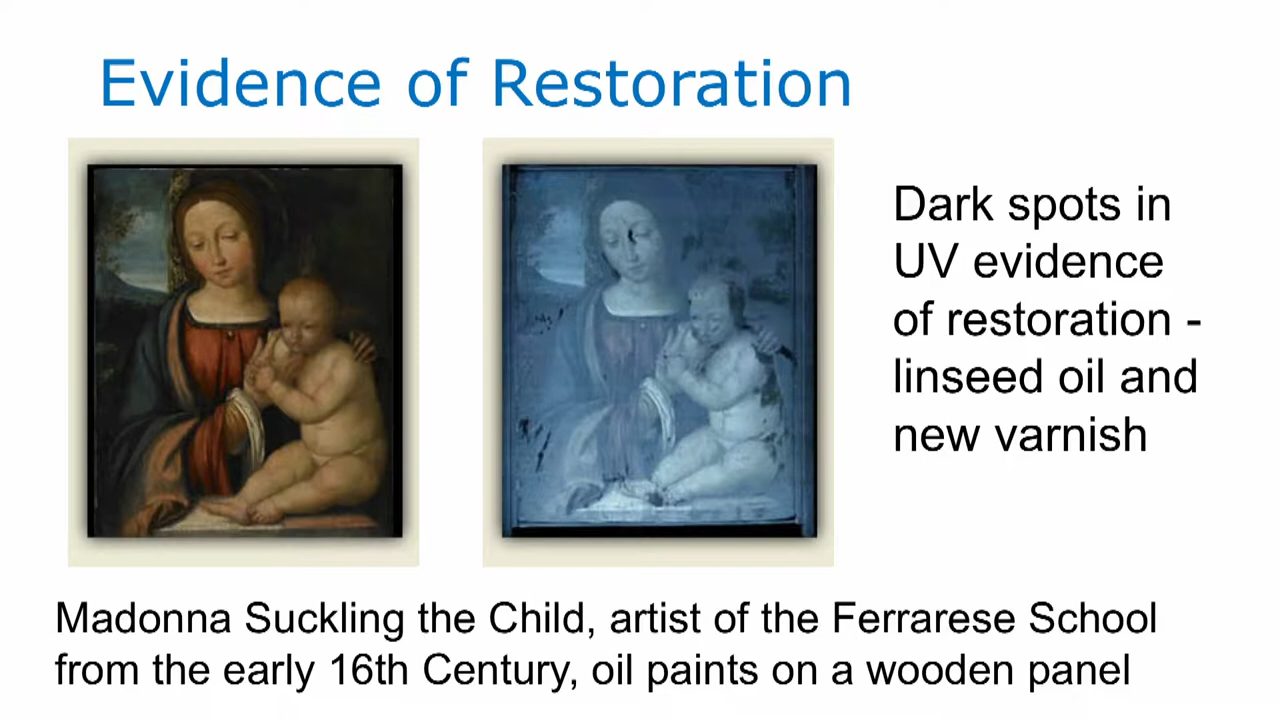 Evidence of Restoration
Dark spots in
UV evidence
of restoration -
linseed oil and
new varnish
Madonna Suckling the Child, artist of the Ferrarese School
from the early 16th Century, oil paints on a wooden panel